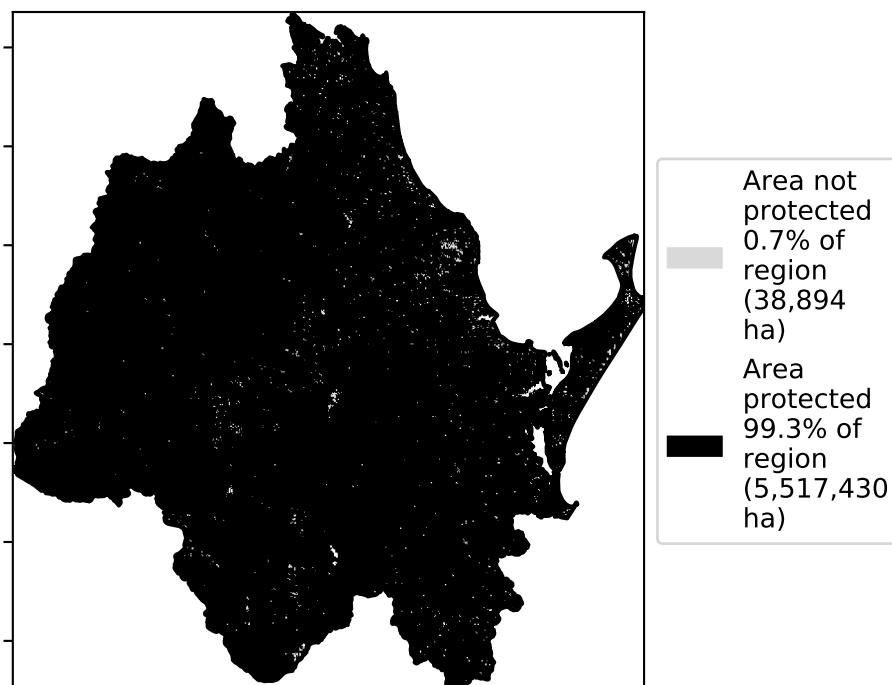 Area not
protected
0.7% of
region
(38,894
ha)
Area
protected
99.3% of
region
(5,517,430
ha)